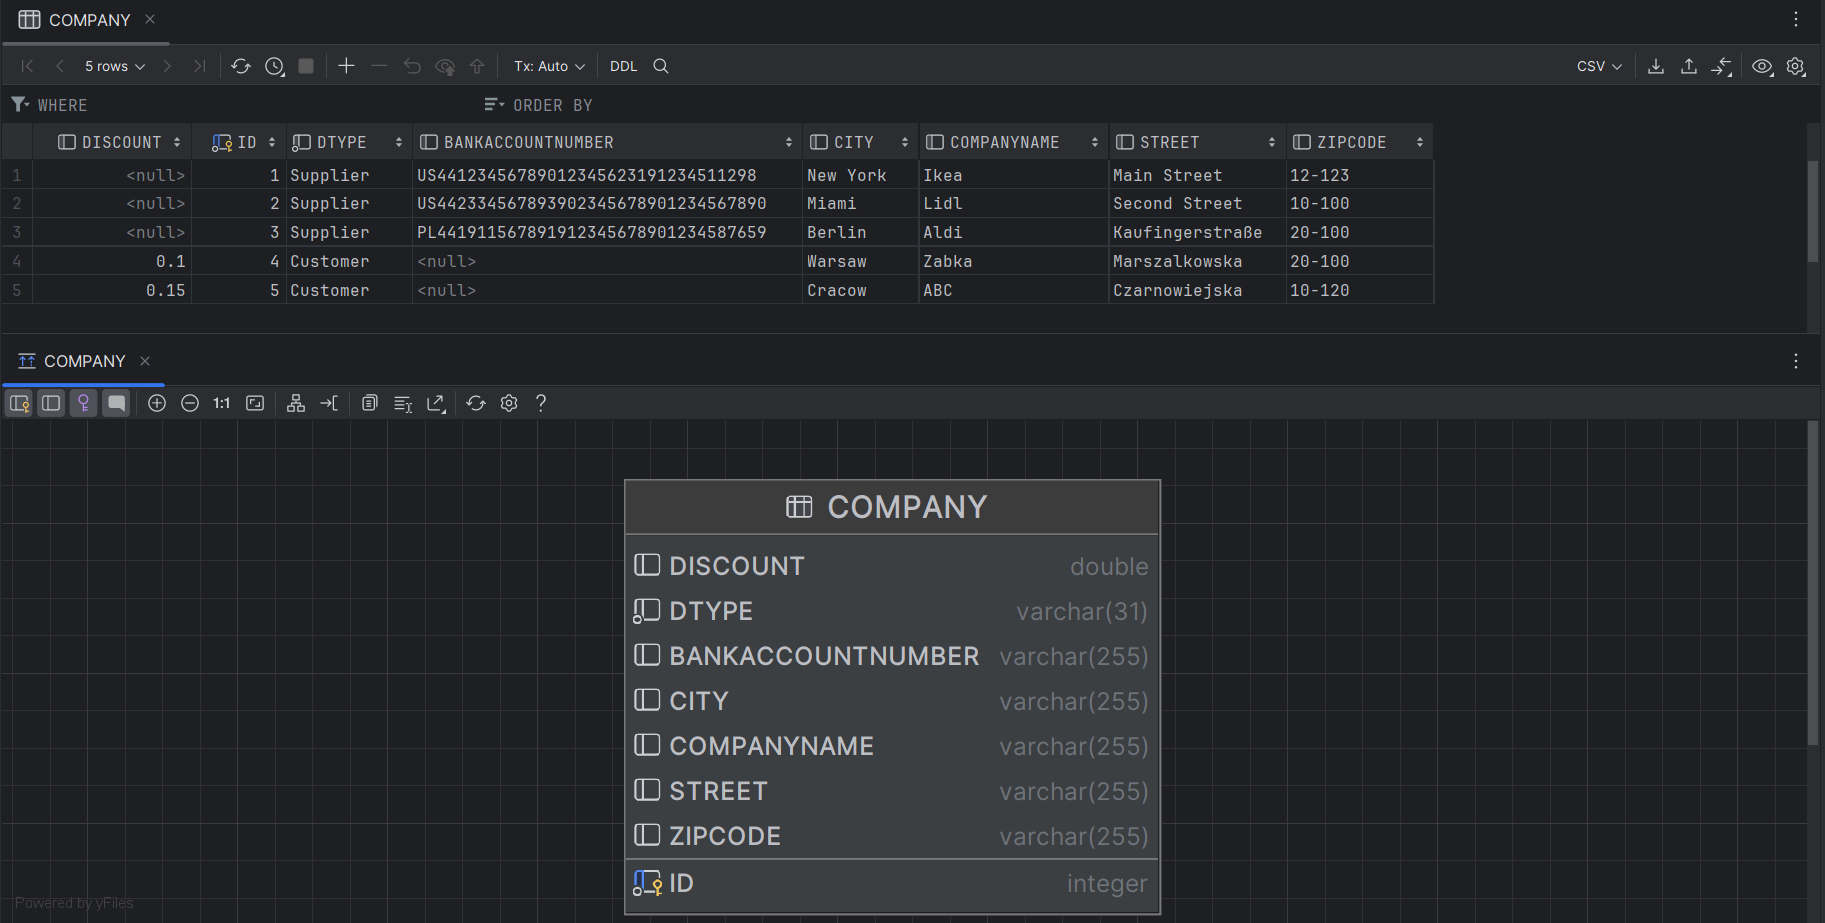 COMPANY
5 rows Tx: Auto DDL CSV
WHERE ORDER BY
DISCOUNT ID DTYPE BANKACCOUNTNUMBER CITY COMPANYNAME STREET ZIPCODE
1 <null> 1 Supplier US44123456789012345623191234511298 New York Ikea Main Street 12-123
2 <null> 2 Supplier US44233456789390234567890123456789​0 Miami Lidl Second Street 10-100
3 <null> 3 Supplier PL44191156789191234567890123458765​9 Berlin Aldi Kaufingerstraße 20-100
4 0.1 4 Customer <null> Warsaw Zabka Marszalkowska 20-100
5 0.15 5 Customer <null> Cracow ABC Czarnowiejska 10-120
COMPANY
1:1 ?
COMPANY
DISCOUNT double
DTYPE varchar(31)
BANKACCOUNTNUMBER varchar(255)
CITY varchar(255)
COMPANYNAME varchar(255)
STREET varchar(255)
ZIPCODE varchar(255)
ID integer
Powered by yFiles